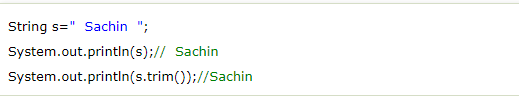 String s="  Sachin  ";
System.out.println(s);//  Sachin
System.out.println(s.trim());//Sachin